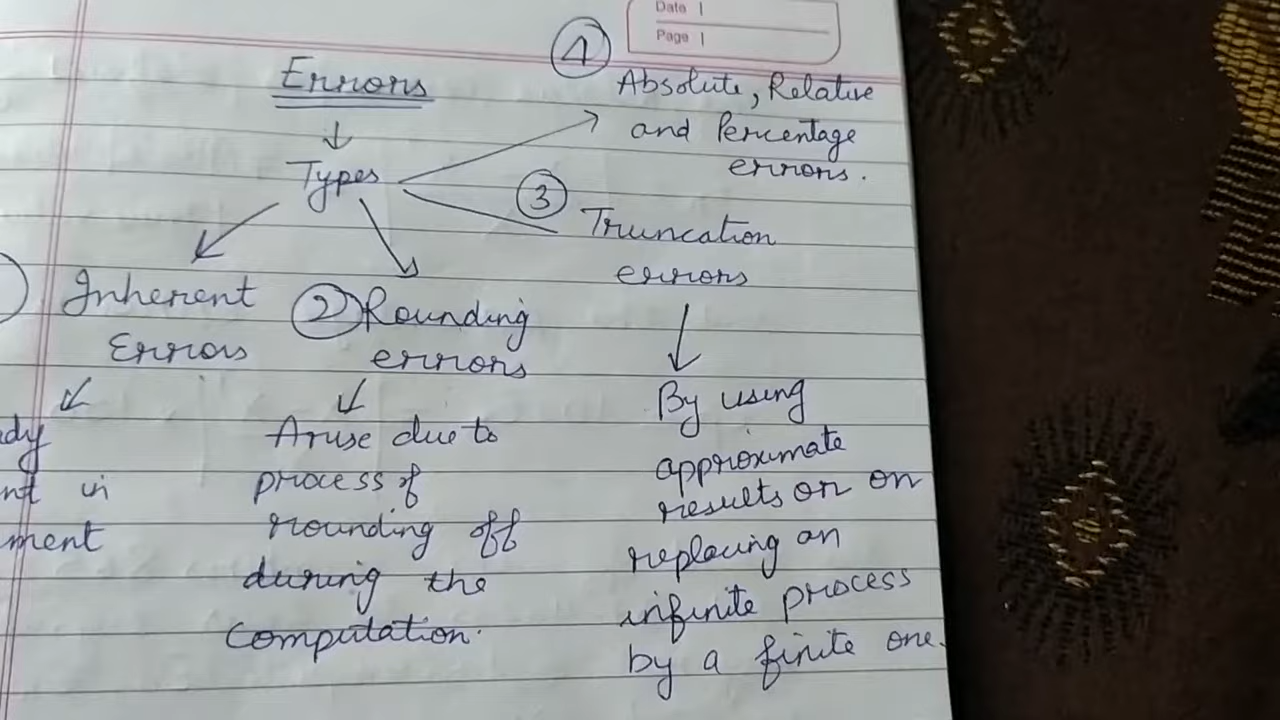 Date
Page
Errors
Types
4
Absolute, Relative
and Percentage
errors.
3
Truncation
errors
By using
approximate
results or on
replacing an
infinite process
by a finite one.
Inherent
Errors
in
2
Rounding
errors
Arise due to
process of
rounding off
during the
Computation.